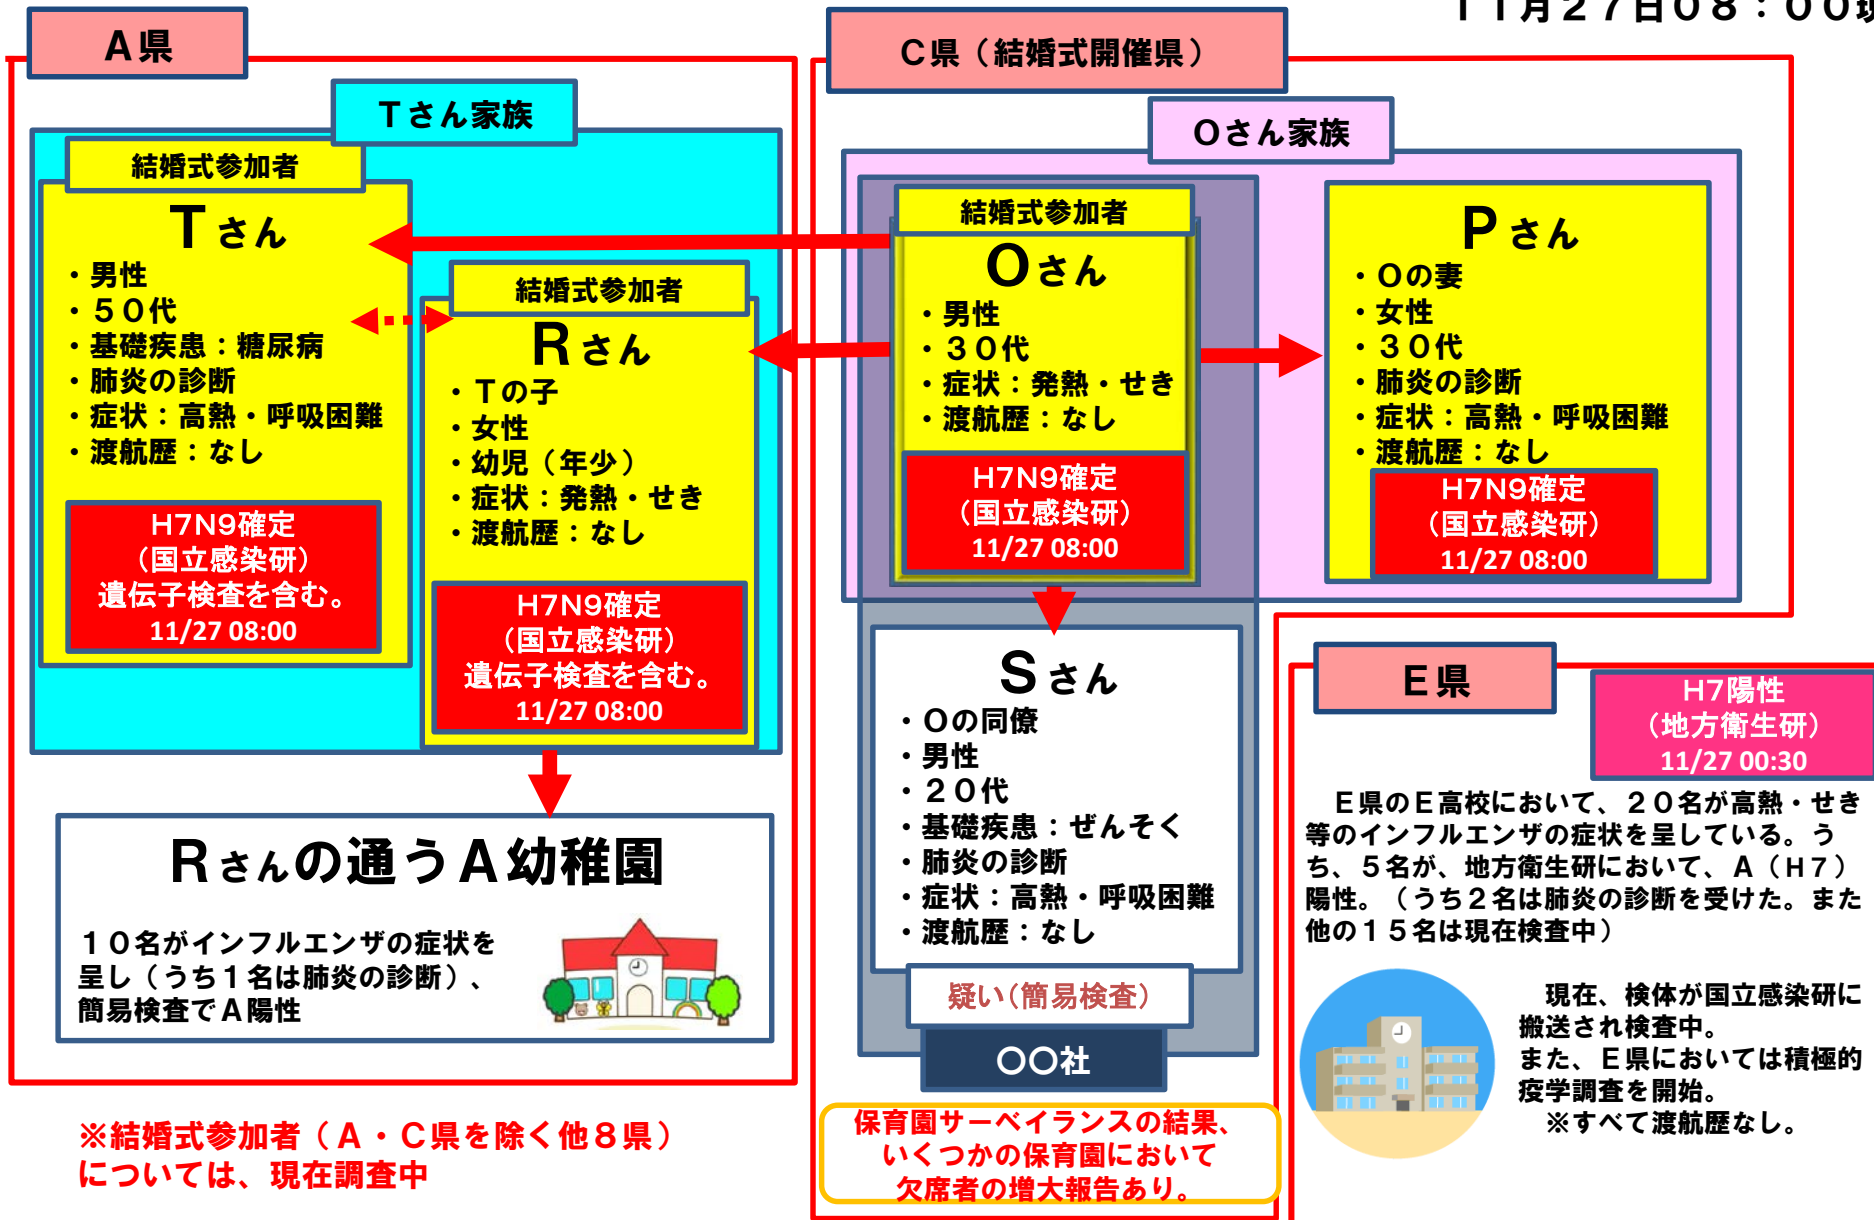 １１月２７日０８：００現
Ａ県
Ｔさん家族
結婚式参加者
Ｔさん
・男性
・５０代
・基礎疾患：糖尿病
・肺炎の診断
・症状：高熱・呼吸困難
・渡航歴：なし
H7N9確定
（国立感染研）
遺伝子検査を含む。
11/27 08:00
結婚式参加者
Ｒさん
・Ｔの子
・女性
・幼児（年少）
・症状：発熱・せき
・渡航歴：なし
H7N9確定
（国立感染研）
遺伝子検査を含む。
11/27 08:00
Ｒさんの通うＡ幼稚園
１０名がインフルエンザの症状を
呈し（うち１名は肺炎の診断）、
簡易検査でＡ陽性
※結婚式参加者（Ａ・Ｃ県を除く他８県）
については、現在調査中
Ｃ県（結婚式開催県）
Ｏさん家族
結婚式参加者
Ｏさん
・男性
・３０代
・症状：発熱・せき
・渡航歴：なし
H7N9確定
（国立感染研）
11/27 08:00
Ｐさん
・Ｏの妻
・女性
・３０代
・肺炎の診断
・症状：高熱・呼吸困難
・渡航歴：なし
H7N9確定
（国立感染研）
11/27 08:00
Ｓさん
・Ｏの同僚
・男性
・２０代
・基礎疾患：ぜんそく
・肺炎の診断
・症状：高熱・呼吸困難
・渡航歴：なし
疑い（簡易検査）
〇〇社
保育園サーベイランスの結果、
いくつかの保育園において
欠席者の増大報告あり。
Ｅ県
H7陽性
（地方衛生研）
11/27 00:30
Ｅ県のＥ高校において、２０名が高熱・せき
等のインフルエンザの症状を呈している。う
ち、５名が、地方衛生研において、Ａ（Ｈ７）
陽性。（うち２名は肺炎の診断を受けた。また
他の１５名は現在検査中）
現在、検体が国立感染研に
搬送され検査中。
また、Ｅ県においては積極的
疫学調査を開始。
※すべて渡航歴なし。